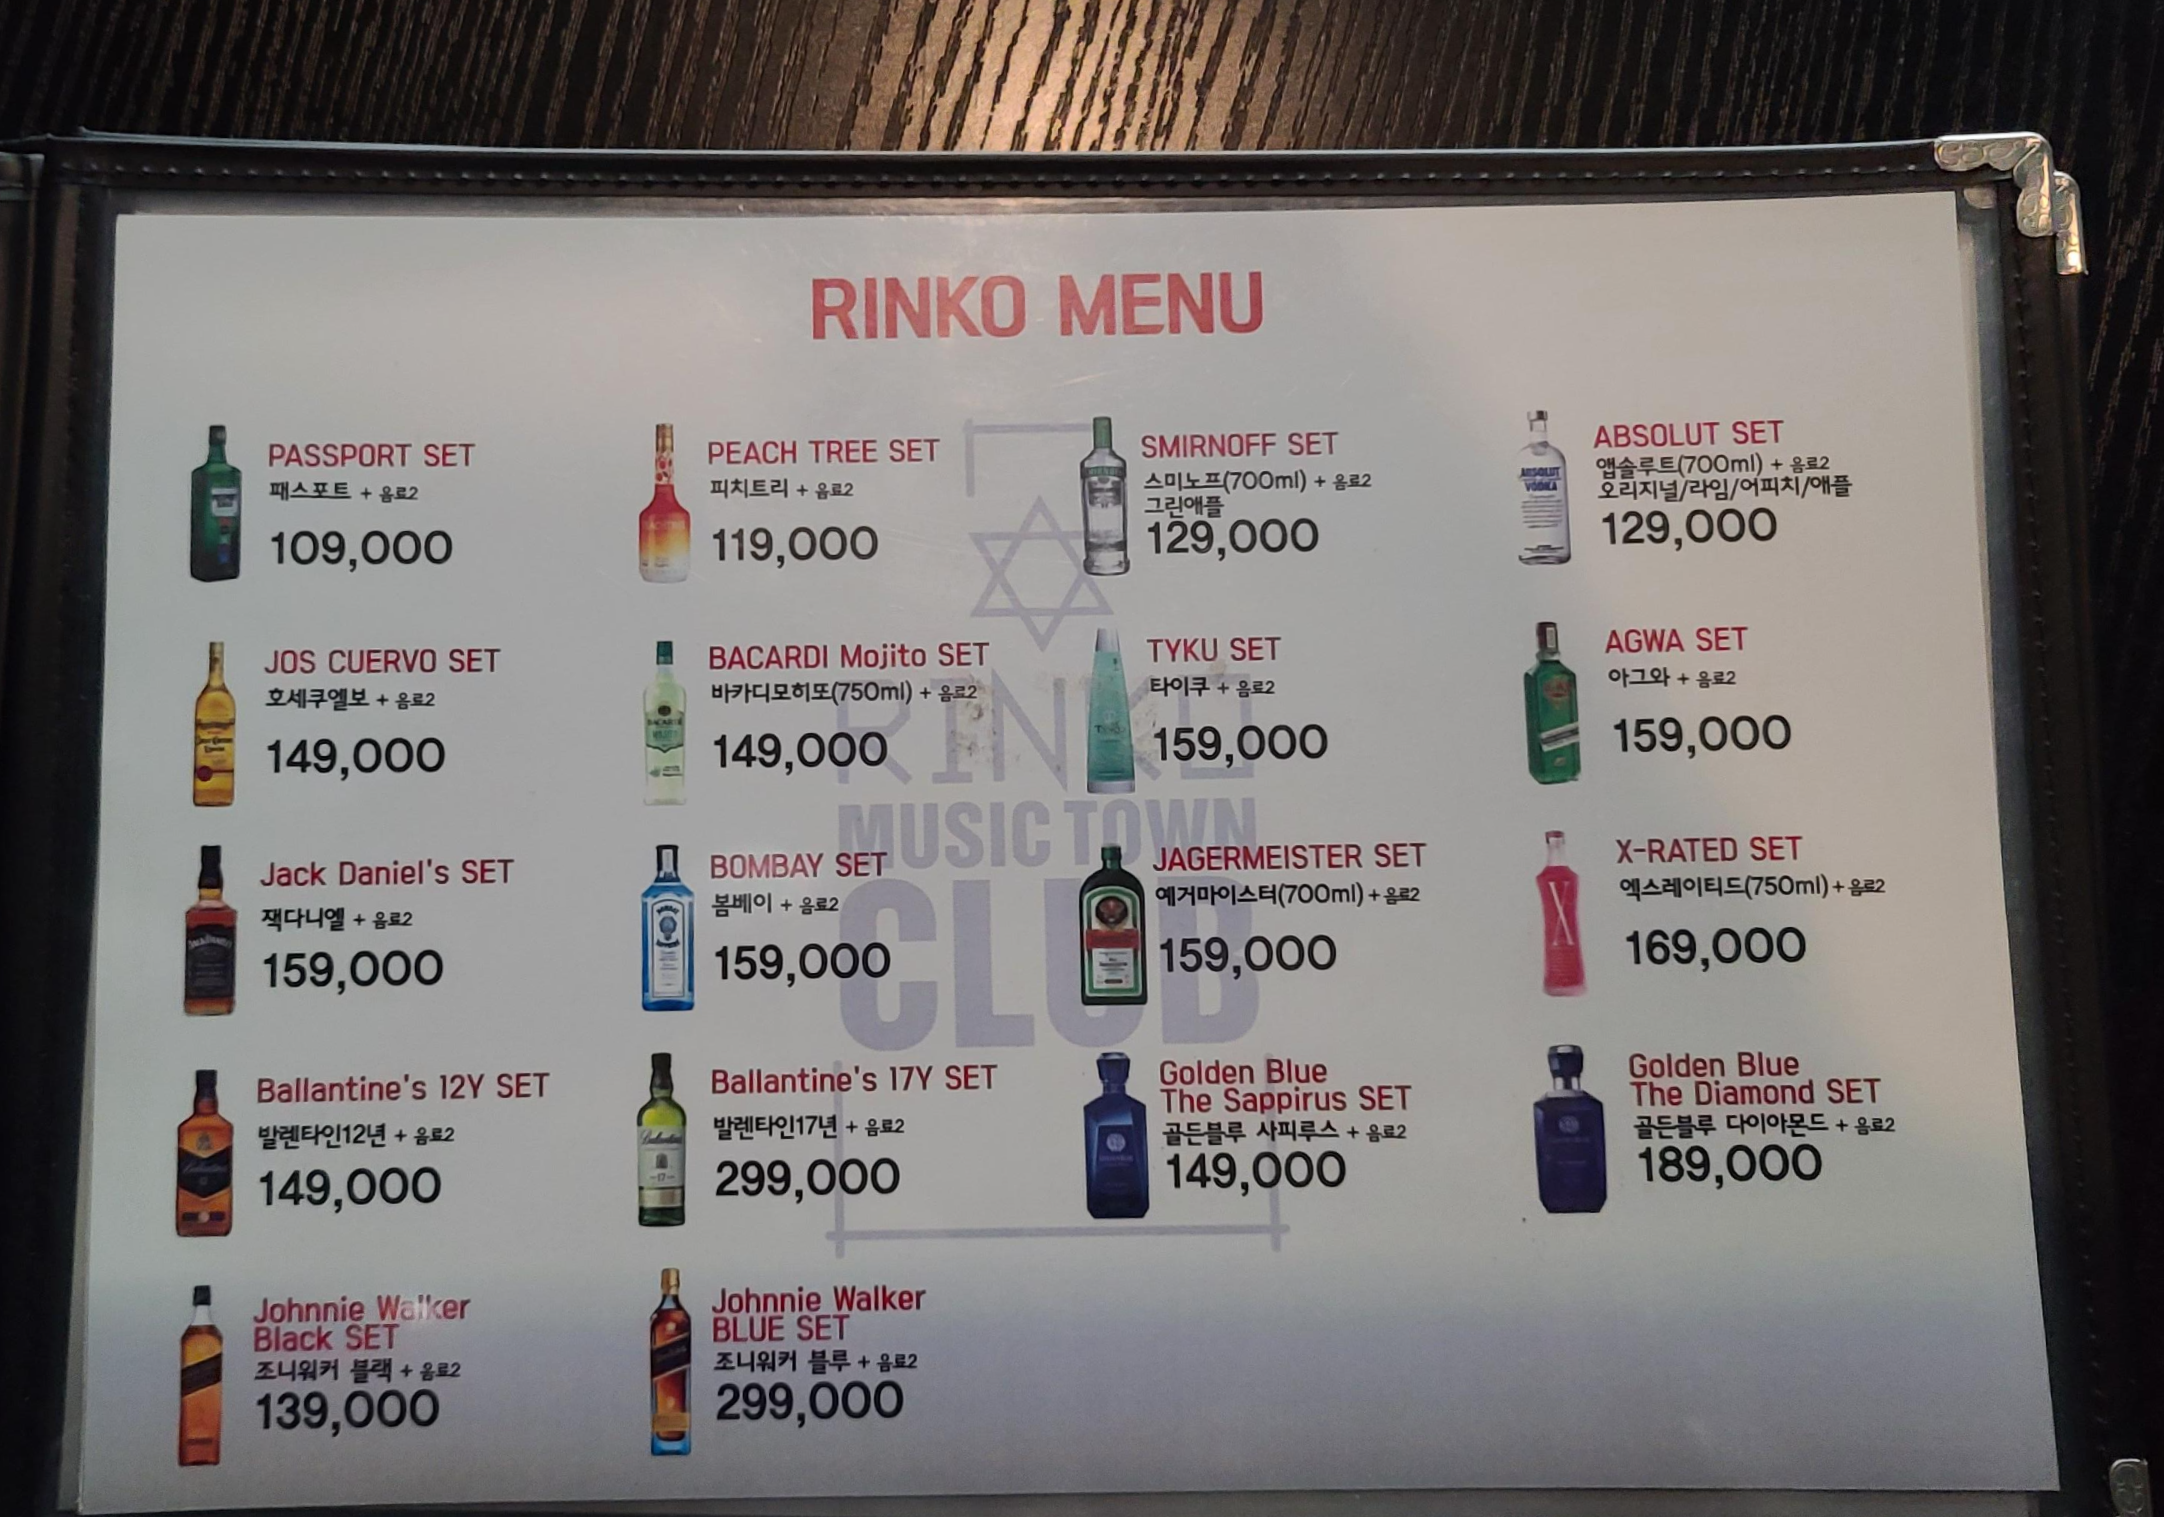 RINKO MENU
PASSPORT SET
패스포트 + 음료2
109,000
PEACH TREE SET
피치트리 + 음료2
119,000
SMIRNOFF SET
스미노프(700ml) + 음료2
그린애플
129,000
ABSOLUT SET
앱솔루트(700ml) + 음료2
오리지널/라임/어피치/애플
129,000
JOS CUERVO SET
호세쿠엘보 + 음료2
149,000
BACARDI Mojito SET
바카디모히또(750ml) + 음료2
149,000
TYKU SET
타이쿠 + 음료2
159,000
AGWA SET
아그와 + 음료2
159,000
Jack Daniel's SET
잭다니엘 + 음료2
159,000
BOMBAY SET
봄베이 + 음료2
159,000
JAGERMEISTER SET
예거마이스터(700ml) + 음료2
159,000
X-RATED SET
엑스레이티드(750ml) + 음료2
169,000
Ballantine's 12Y SET
발렌타인12년 + 음료2
149,000
Ballantine's 17Y SET
발렌타인17년 + 음료2
299,000
Golden Blue
The Sappirus SET
골든블루 사피루스 + 음료2
149,000
Golden Blue
The Diamond SET
골든블루 다이아몬드 + 음료2
189,000
Johnnie Walker
Black SET
조니워커 블랙 + 음료2
139,000
Johnnie Walker
BLUE SET
조니워커 블루 + 음료2
299,000
RINKO
MUSIC TOWN
CLUB
ABSOLUT
VODKA